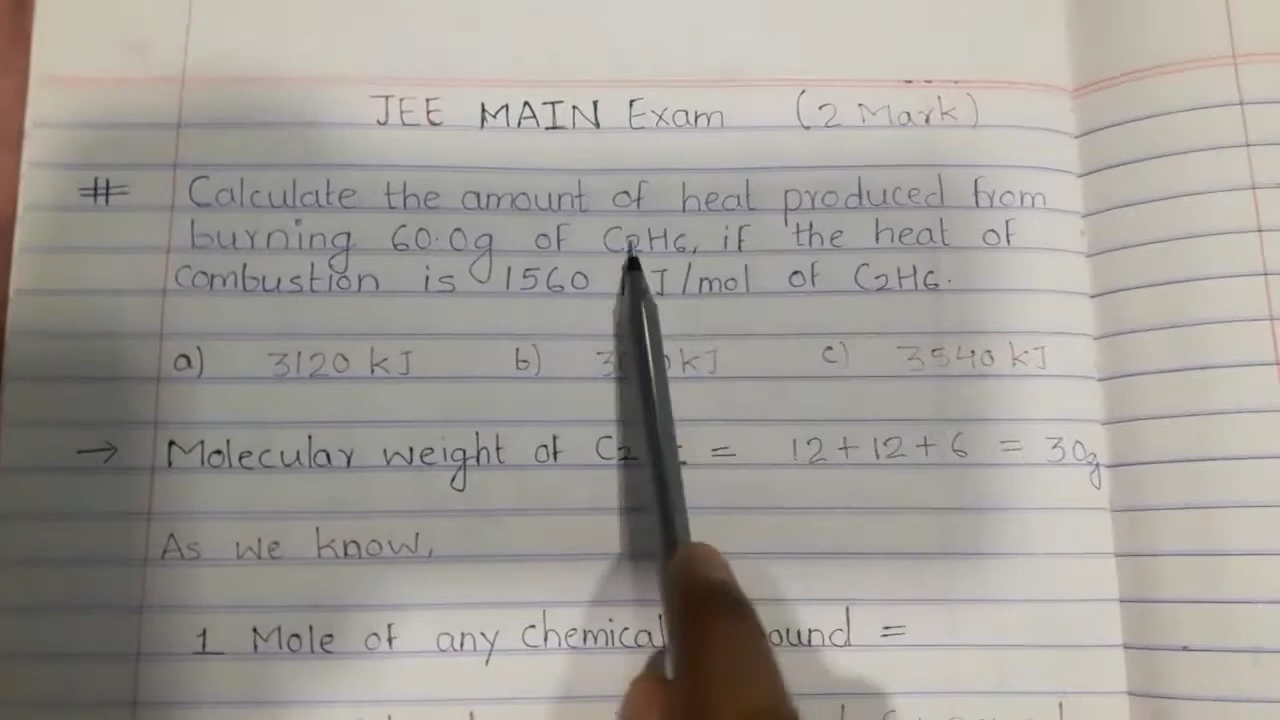 JEE MAIN Exam (2 Mark)
# Calculate the amount of heat produced from
burning 60.0g of C2H6, if the heat of
combustion is 1560 J/mol of C2H6.
a) 3120 kJ b) kJ c) 3540 kJ
→ Molecular weight of C2 = 12+12+6 = 30g
As we know,
1 Mole of any Chemical =